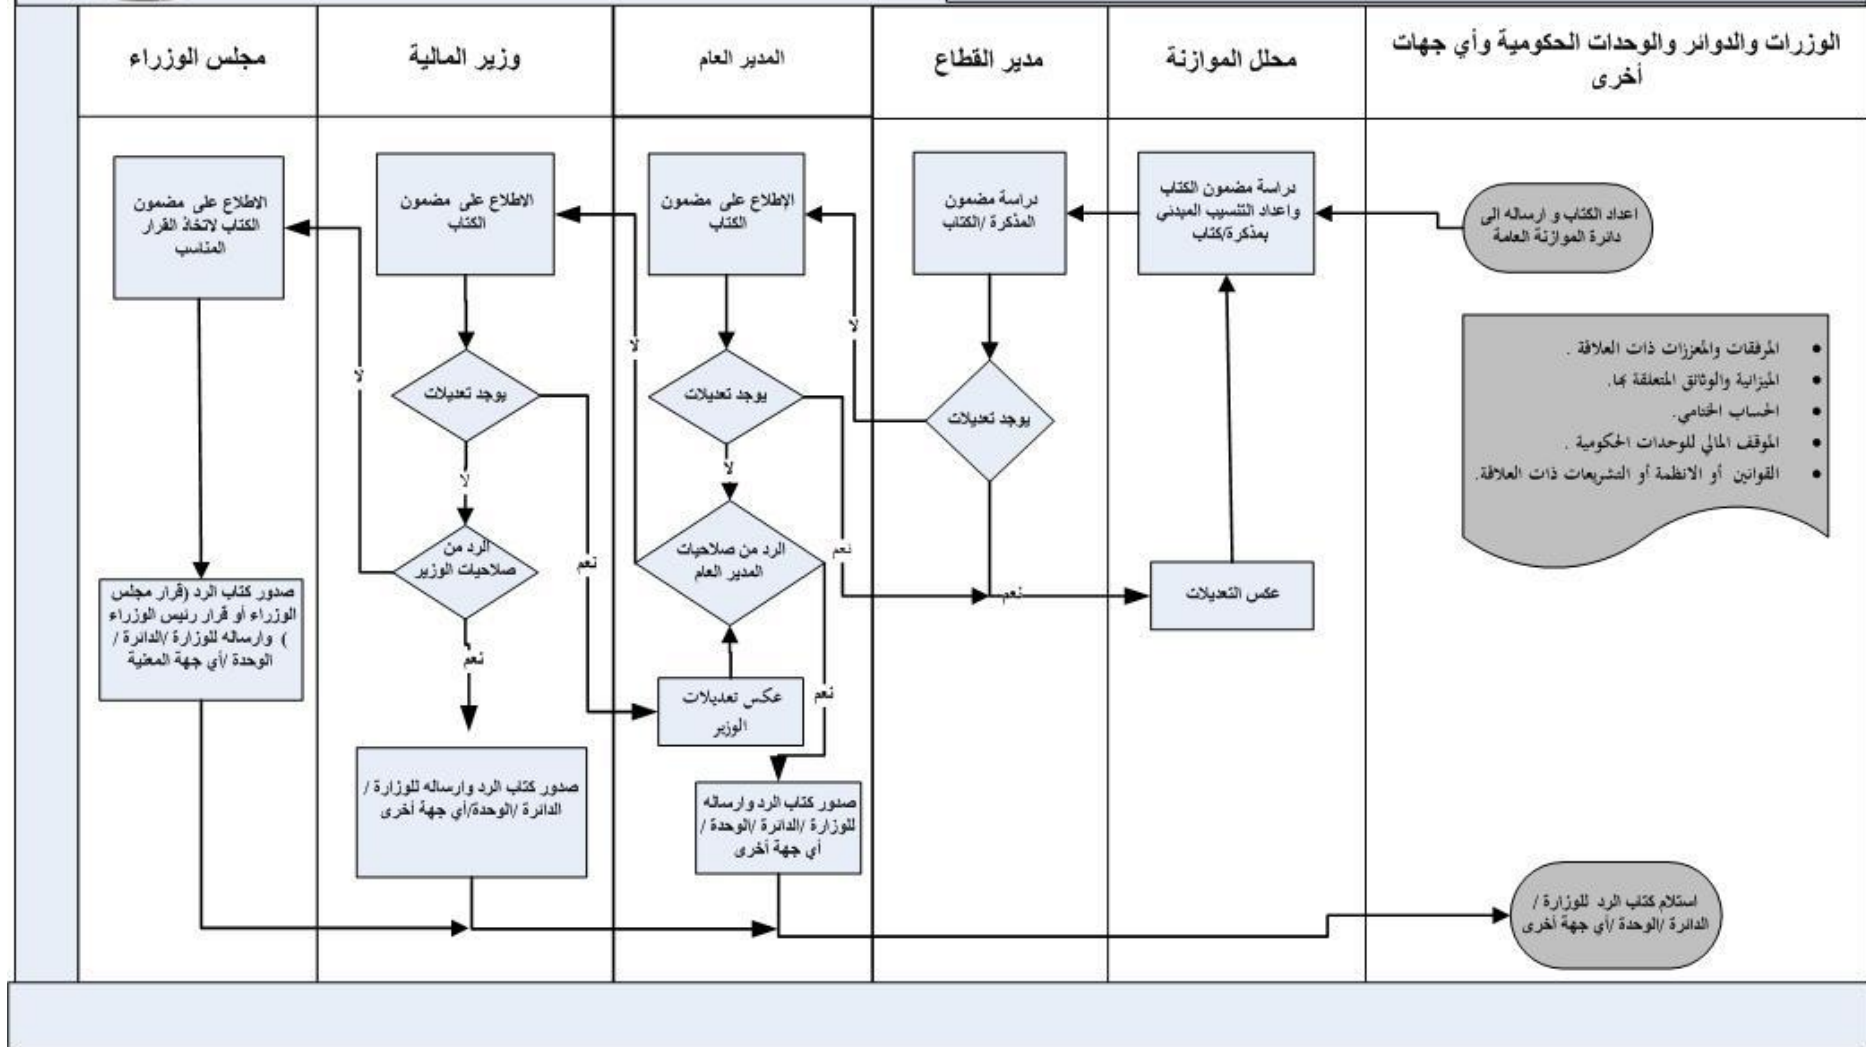 الوزرات والدوائر والوحدات الحكومية وأي جهات
أخرى
محلل الموازنة
مدير القطاع
المدير العام
وزير المالية
مجلس الوزراء
اعداد الكتاب و ارساله الى
دائرة الموازنة العامة
دراسة مضمون الكتاب
واعداد التنسيب المبدئي
بمذكرة/كتاب
دراسة مضمون
المذكرة /الكتاب
الإطلاع على مضمون
الكتاب
الاطلاع على مضمون
الكتاب
الاطلاع على مضمون
الكتاب لاتخاذ القرار
المناسب
• المرفقات والمعززات ذات العلاقة .
• الميزانية والوثائق المتعلقة بها.
• الحساب الختامي.
• الموقف المالي للوحدات الحكومية .
• القوانين أو الانظمة أو التشريعات ذات العلاقة.
لا
لا
لا
يوجد تعديلات
يوجد تعديلات
يوجد تعديلات
لا
لا
عكس التعديلات
نعم
نعم
الرد من صلاحيات
المدير العام
نعم
الرد من
صلاحيات الوزير
صدور كتاب الرد (قرار مجلس
الوزراء أو قرار رئيس الوزراء
) وارساله للوزارة /الدائرة /
الوحدة /أي جهة المعنية
نعم
عكس تعديلات
الوزير
نعم
صدور كتاب الرد وارساله
للوزارة /الدائرة /الوحدة /
أي جهة أخرى
صدور كتاب الرد وارساله للوزارة /
الدائرة /الوحدة/أي جهة أخرى
استلام كتاب الرد للوزارة /
الدائرة /الوحدة /أي جهة أخرى